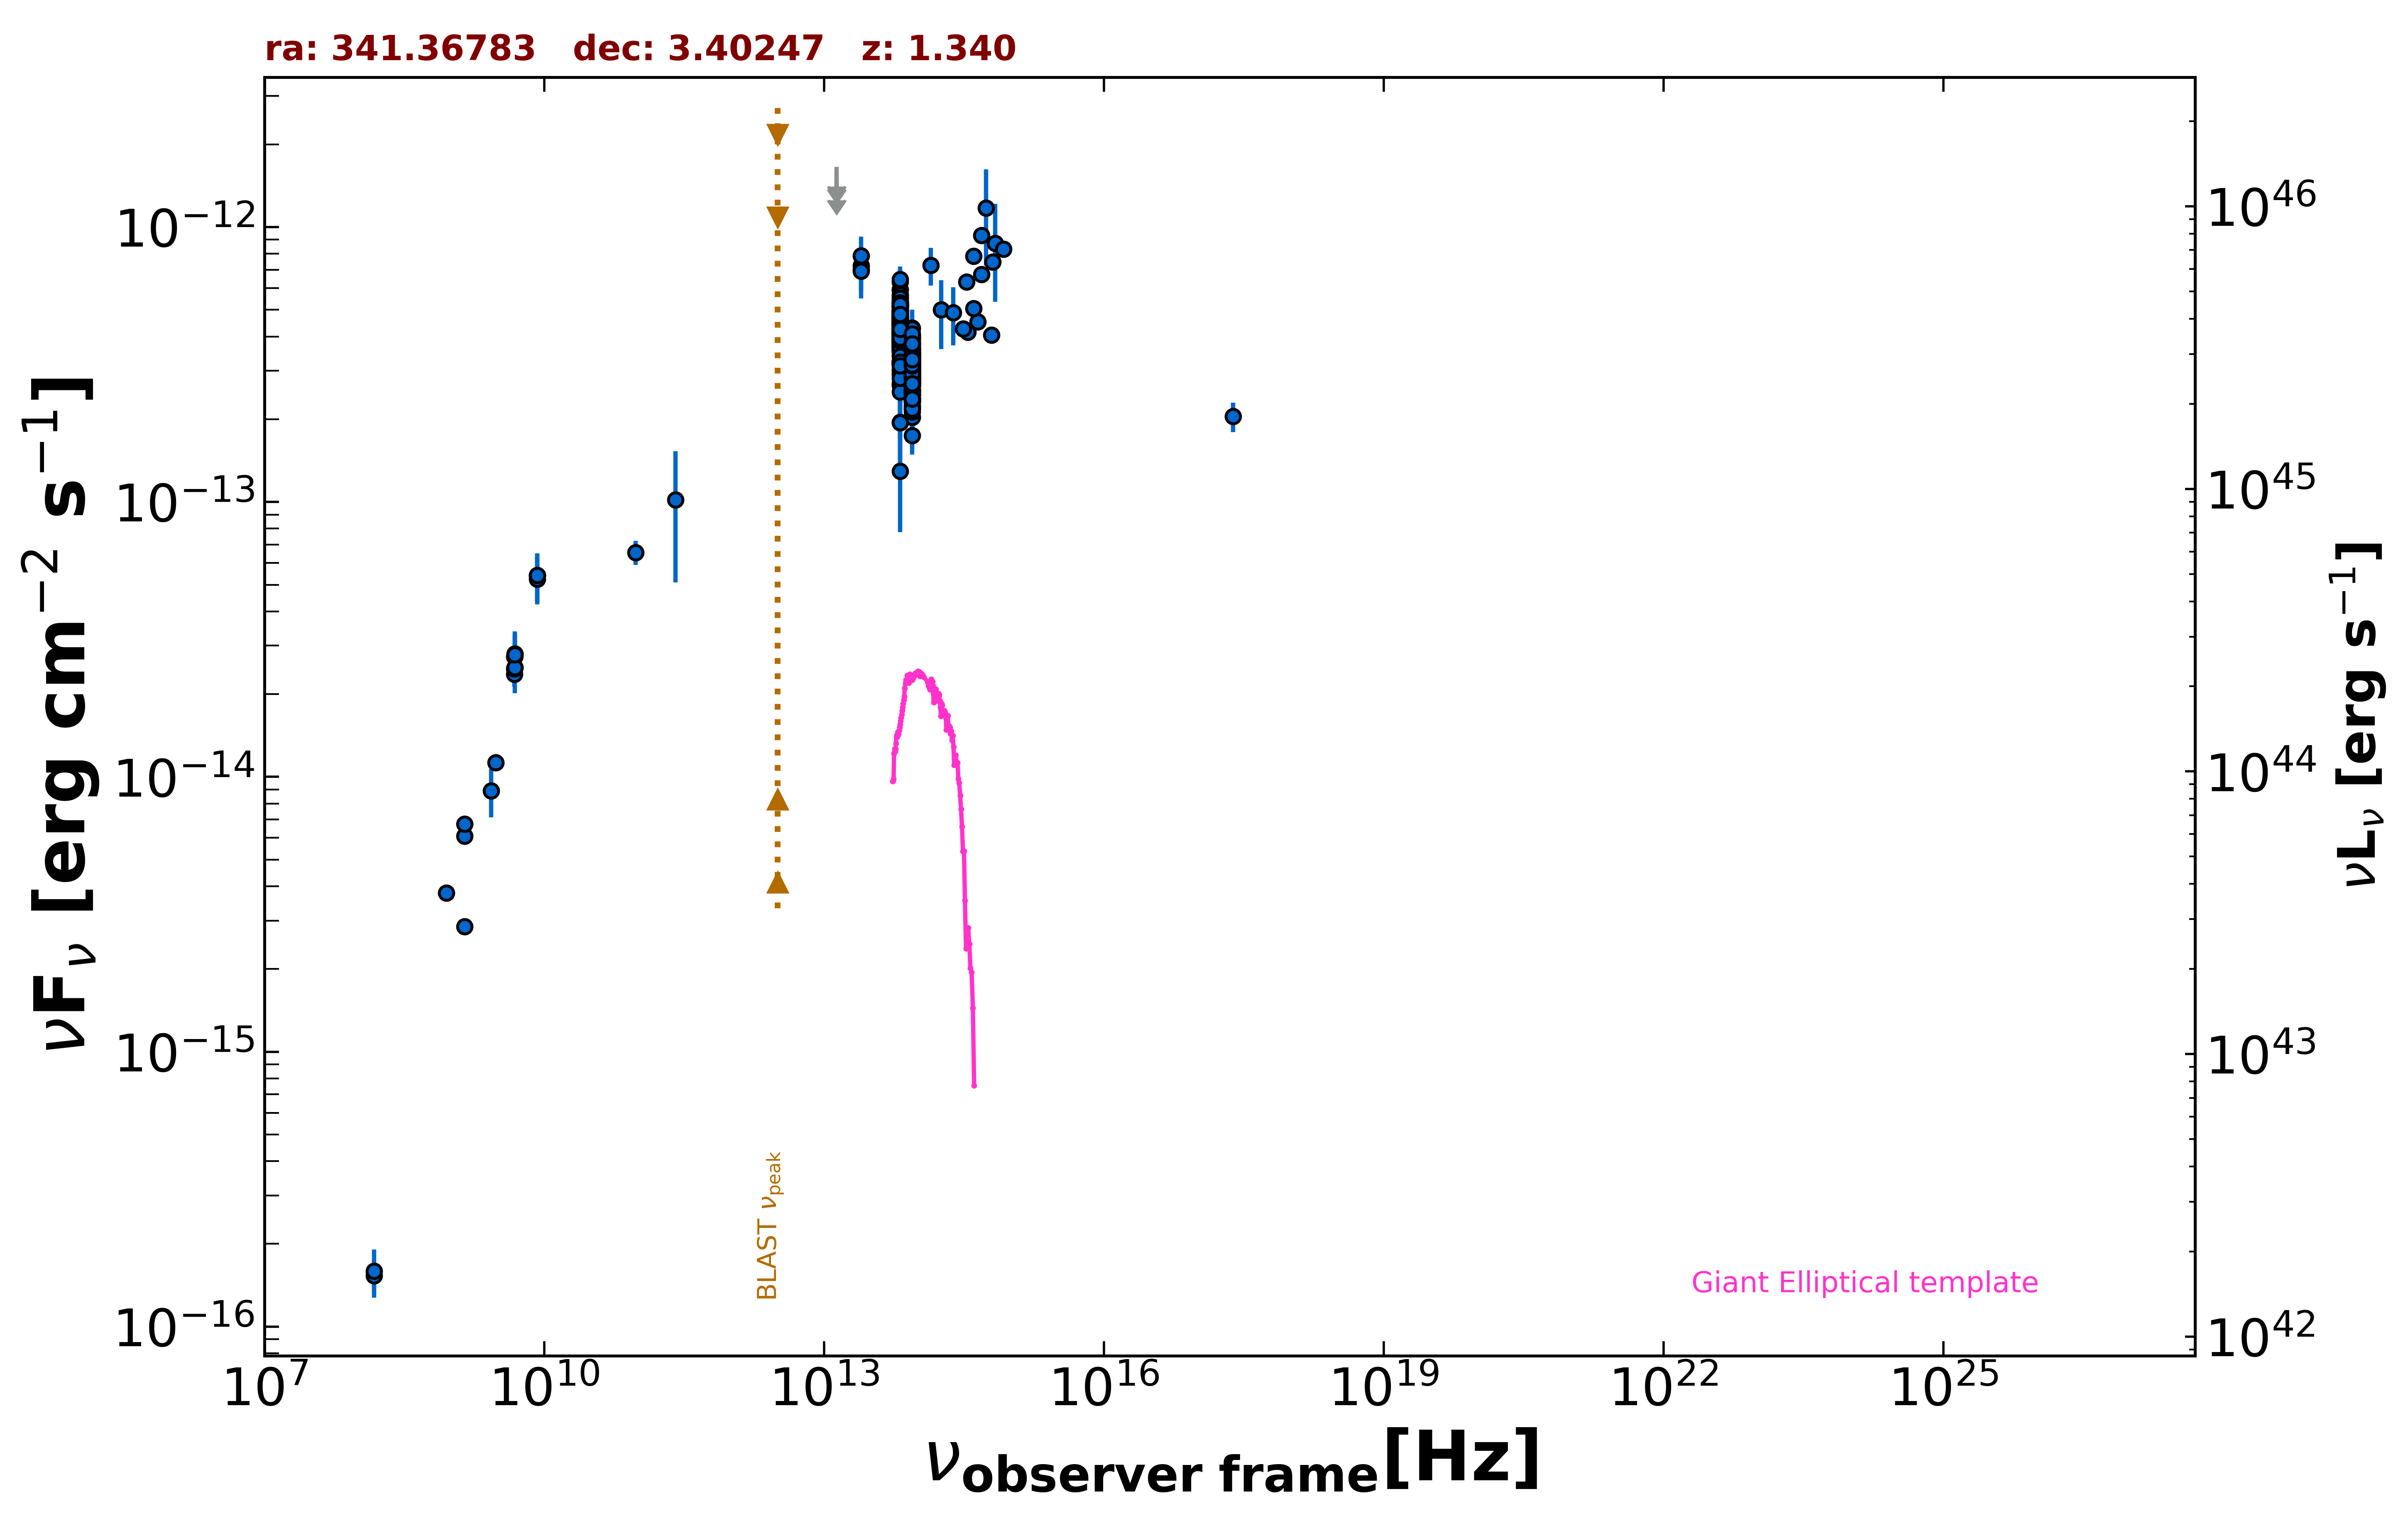 ra: 341.36783   dec: 3.40247   z: 1.340
νFν [erg cm⁻² s⁻¹]
10⁻¹²
10⁻¹³
10⁻¹⁴
10⁻¹⁵
10⁻¹⁶
BLAST νpeak
Giant Elliptical template
10⁴⁶
10⁴⁵
10⁴⁴
10⁴³
10⁴²
νLν [erg s⁻¹]
10⁷ 10¹⁰ 10¹³ 10¹⁶ 10¹⁹ 10²² 10²⁵
νobserver frame[Hz]